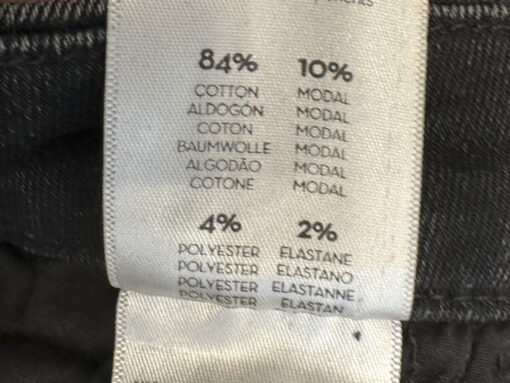 84% 10%
COTTON MODAL
ALDOGÓN MODAL
COTON MODAL
BAUMWOLLE MODAL
ALGODÃO MODAL
COTONE MODAL
4% 2%
POLYESTER ELASTANE
POLYESTER ELASTANO
POLYESTER ELASTANNE
POLYESTER ELASTAN